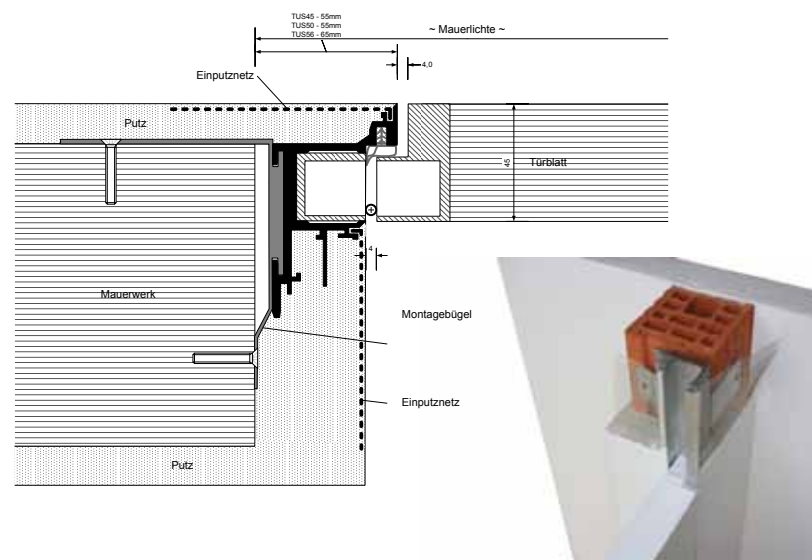 TUS45 - 55mm
TUS50 - 55mm
TUS56 - 65mm
~ Mauerlichte ~
4,0
Einputznetz
Putz
45
Türblatt
4
Mauerwerk
Montagebügel
Einputznetz
Putz